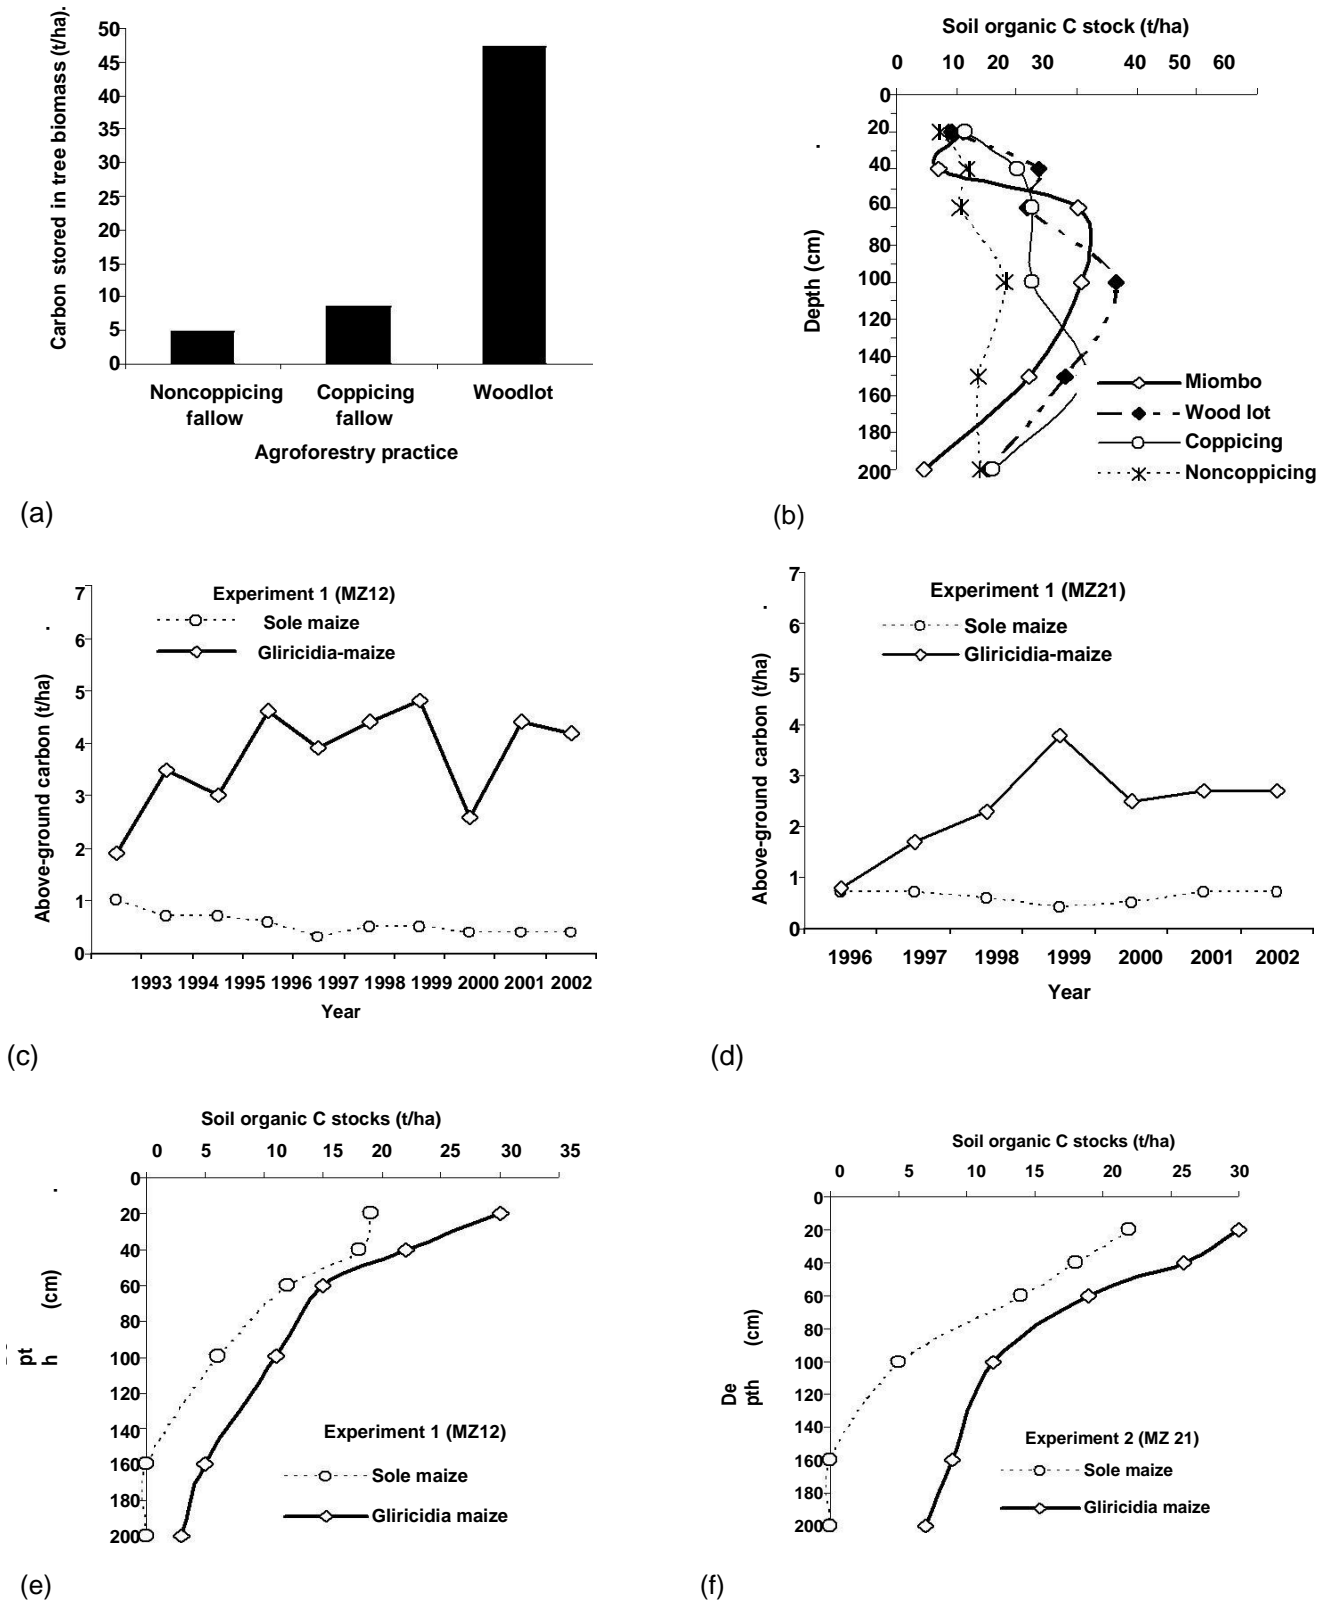 Carbon stored in tree biomass (t/ha).
50
45
40
35
30
25
20
15
10
5
0
Noncoppicing fallow
Coppicing fallow
Woodlot
Agroforestry practice
(a)
Soil organic C stock (t/ha)
0 10 20 30 40 50 60
Depth (cm)
0
20
40
60
80
100
120
140
160
180
200
Miombo
Wood lot
Coppicing
Noncoppicing
(b)
Experiment 1 (MZ12)
Sole maize
Gliricidia-maize
Above-ground carbon (t/ha)
7
6
5
4
3
2
1
0
1993 1994 1995 1996 1997 1998 1999 2000 2001 2002
Year
(c)
Experiment 1 (MZ21)
Sole maize
Gliricidia-maize
Above-ground carbon (t/ha)
7
6
5
4
3
2
1
0
1996 1997 1998 1999 2000 2001 2002
Year
(d)
Soil organic C stocks (t/ha)
0 5 10 15 20 25 30 35
pt
h
(cm)
0
20
40
60
80
100
120
140
160
180
200
Experiment 1 (MZ12)
Sole maize
Gliricidia maize
(e)
Soil organic C stocks (t/ha)
0 5 10 15 20 26 30
De
pth
(cm)
0
20
40
60
80
100
120
140
160
180
200
Experiment 2 (MZ 21)
Sole maize
Gliricidia maize
(f)